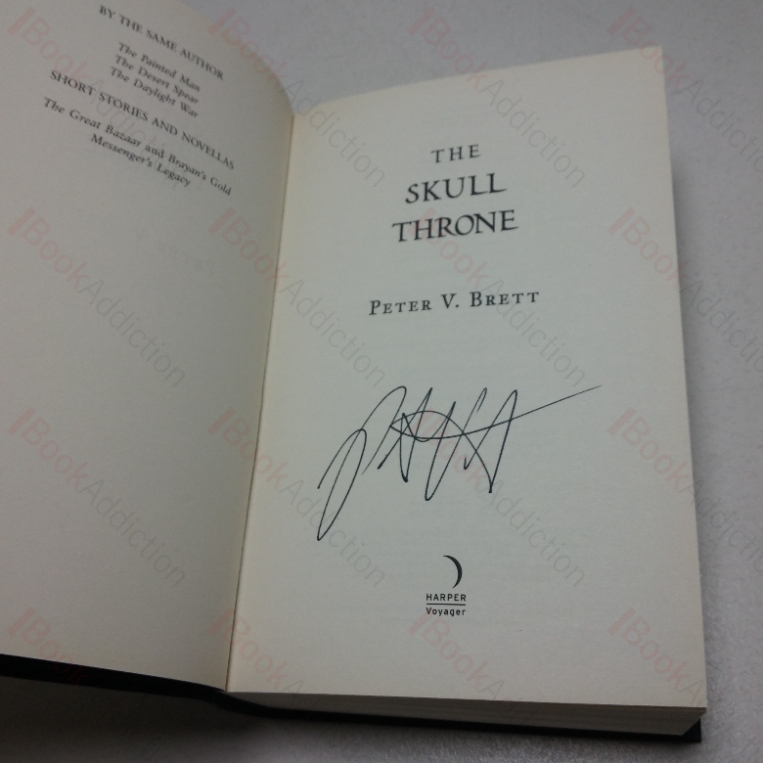 BY THE SAME AUTHOR
The Painted Man
The Desert Spear
The Daylight War
SHORT STORIES AND NOVELLAS
The Great Bazaar and Brayan's Gold
Messenger's Legacy
THE
SKULL
THRONE
PETER V. BRETT
HARPER
Voyager
BookAddiction